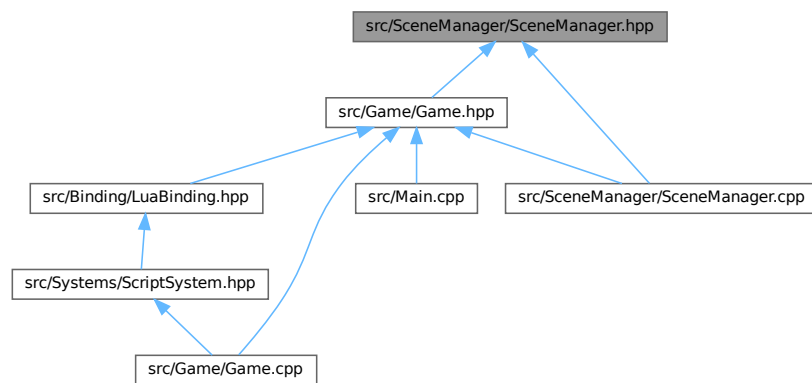 src/SceneManager/SceneManager.hpp
src/Game/Game.hpp
src/Binding/LuaBinding.hpp
src/Main.cpp
src/SceneManager/SceneManager.cpp
src/Systems/ScriptSystem.hpp
src/Game/Game.cpp